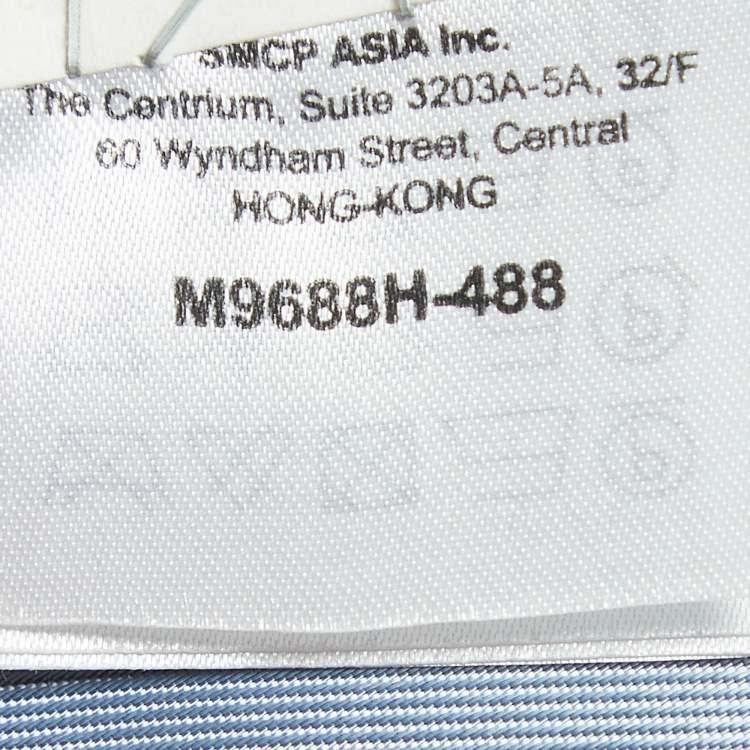 SMCP ASIA Inc.
The Centrium, Suite 3203A-5A, 32/F
60 Wyndham Street, Central
HONG-KONG
M9688H-488